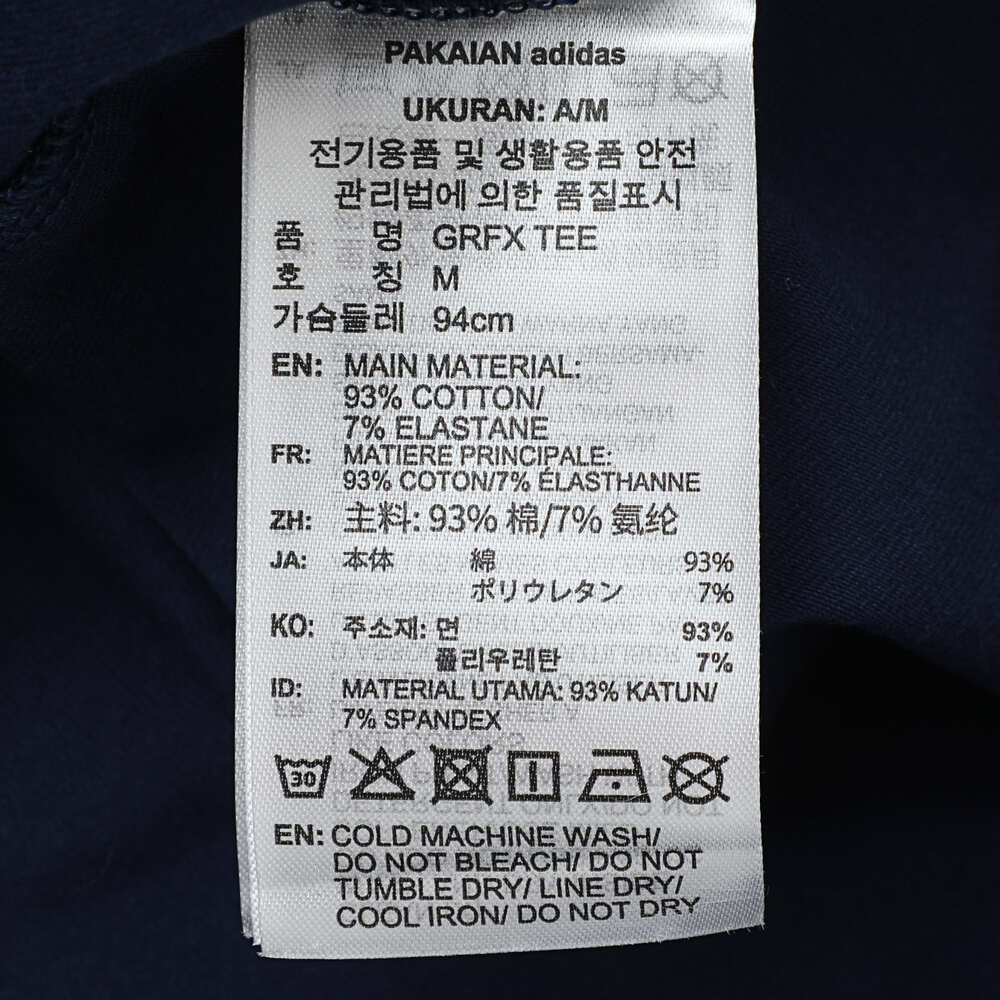 PAKAIAN adidas
UKURAN: A/M
전기용품 및 생활용품 안전
관리법에 의한 품질표시
품 명 GRFX TEE
호 칭 M
가슴둘레 94cm
EN: MAIN MATERIAL:
93% COTTON/
7% ELASTANE
FR: MATIERE PRINCIPALE:
93% COTON/7% ÉLASTHANNE
ZH: 主料: 93% 棉/7% 氨纶
JA: 本体 綿 93%
ポリウレタン 7%
KO: 주소재: 면 93%
폴리우레탄 7%
ID: MATERIAL UTAMA: 93% KATUN/
7% SPANDEX
30
EN: COLD MACHINE WASH/
DO NOT BLEACH/ DO NOT
TUMBLE DRY/ LINE DRY/
COOL IRON/ DO NOT DRY